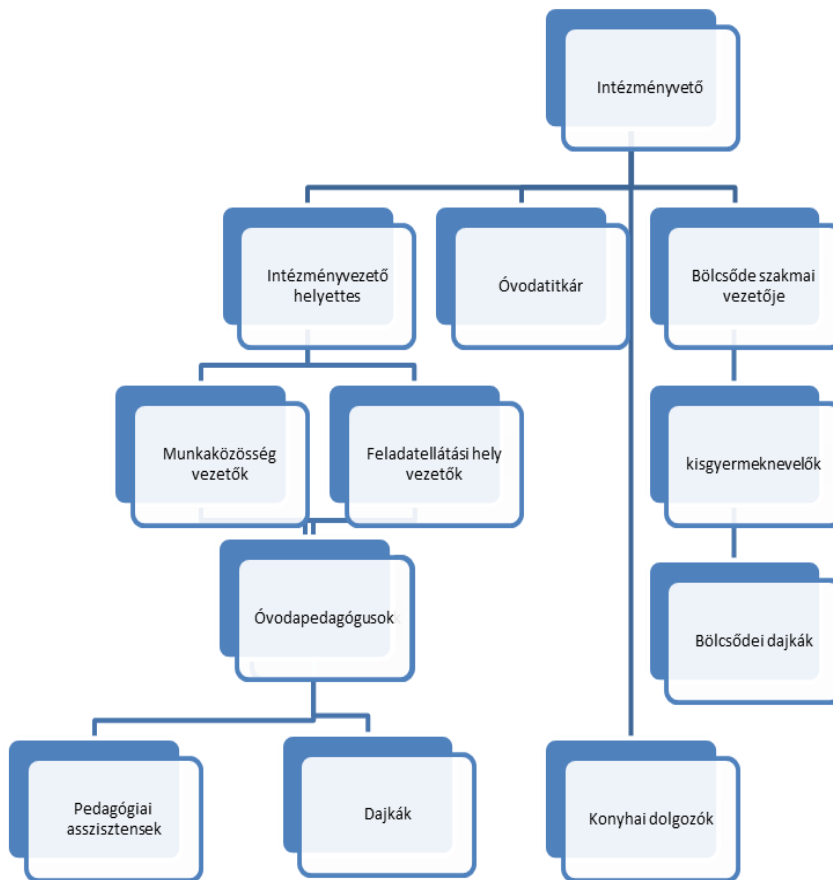 Intézményvető
Intézményvezető
helyettes
Óvodatitkár
Bölcsőde szakmai
vezetője
Munkaközösség
vezetők
Feladatellátási hely
vezetők
kisgyermeknevelők
Óvodapedagógusok
Bölcsődei dajkák
Pedagógiai
asszisztensek
Dajkák
Konyhai dolgozók